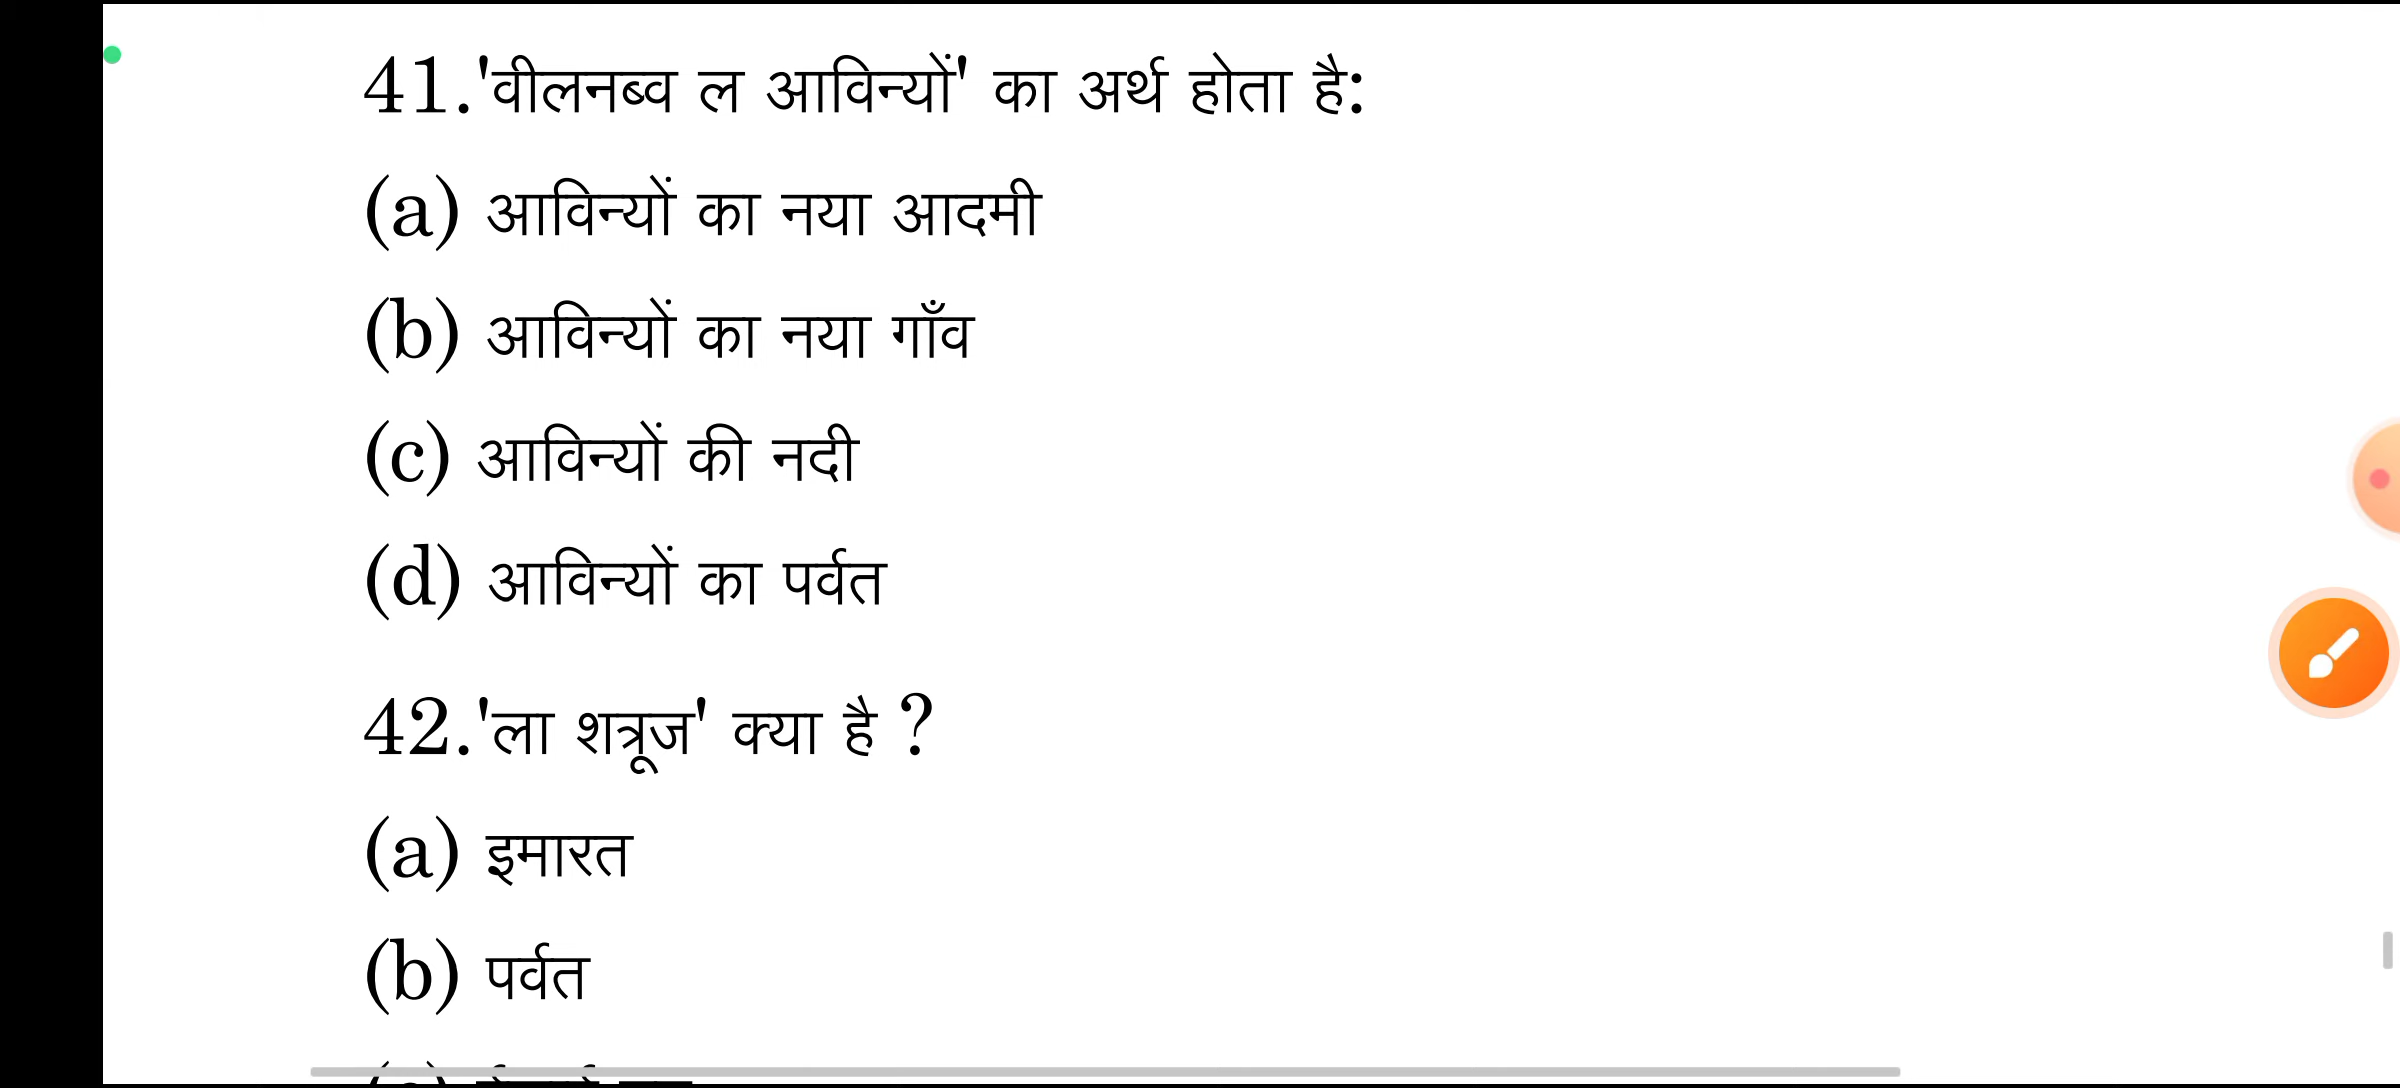 41.'वीलनब्व ल आविन्यों' का अर्थ होता है:
(a) आविन्यों का नया आदमी
(b) आविन्यों का नया गाँव
(c) आविन्यों की नदी
(d) आविन्यों का पर्वत
42.'ला शत्रूज' क्या है ?
(a) इमारत
(b) पर्वत